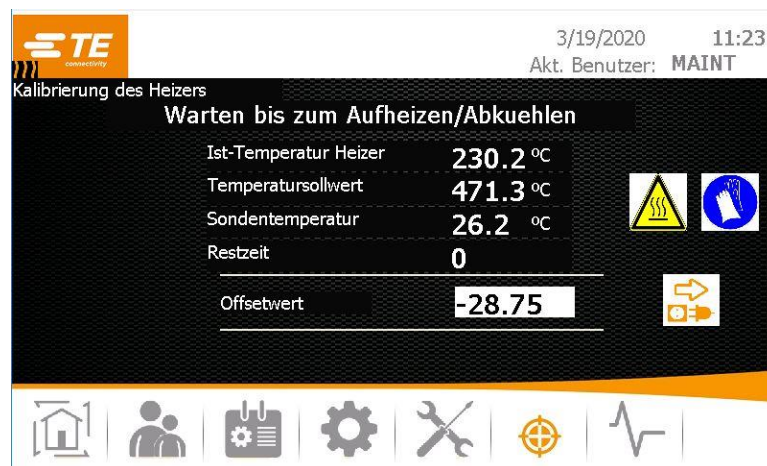 TE
connectivity
3/19/2020 11:23
Akt. Benutzer: MAINT
Kalibrierung des Heizers
Warten bis zum Aufheizen/Abkuehlen
Ist-Temperatur Heizer 230.2 ºC
Temperatursollwert 471.3 ºC
Sondentemperatur 26.2 ºC
Restzeit 0
Offsetwert -28.75